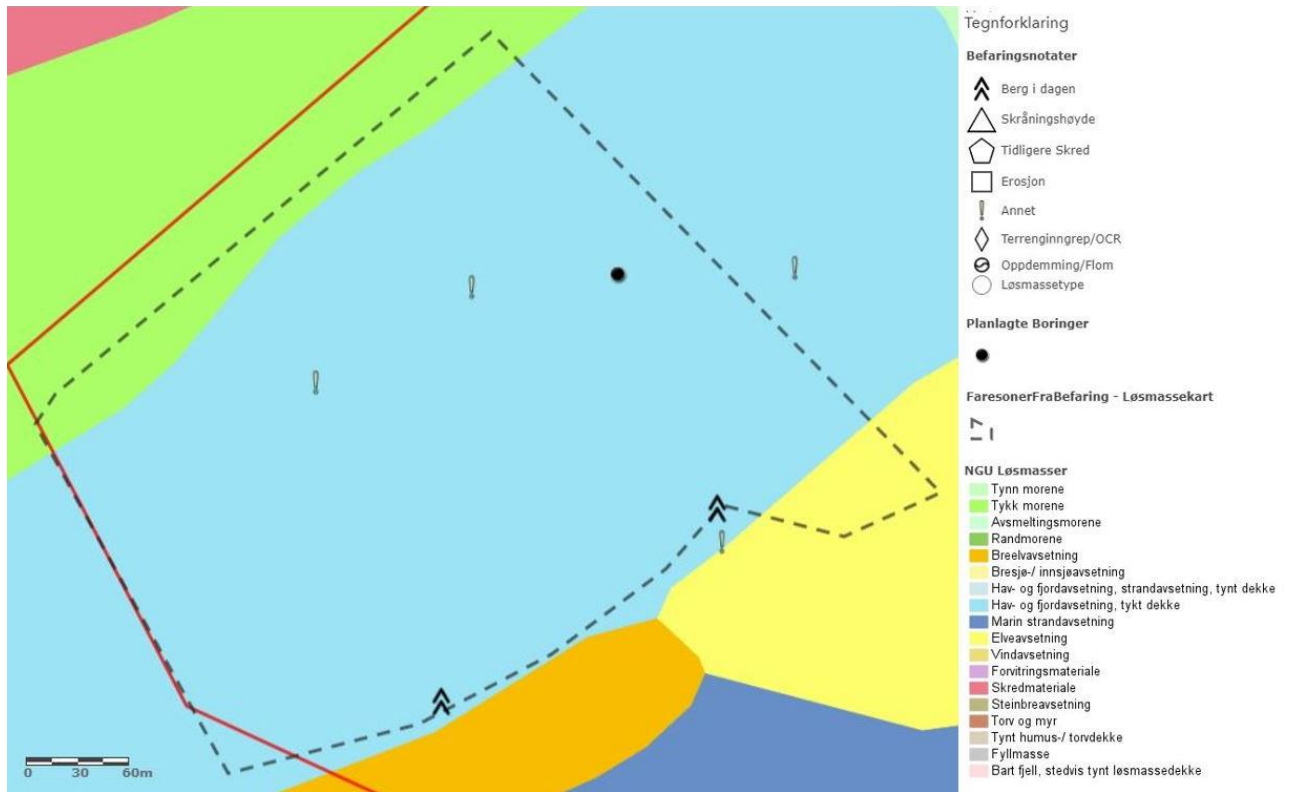 Tegnforklaring
Befaringsnotater
Berg i dagen
Skråningshøyde
Tidligere Skred
Erosjon
Annet
Terrenginngrep/OCR
Oppdemming/Flom
Løsmassetype
Planlagte Boringer
FaresonerFraBefaring - Løsmassekart
NGU Løsmasser
Tynn morene
Tykk morene
Avsmeltingsmorene
Randmorene
Breelvavsetning
Bresjø-/ innsjøavsetning
Hav- og fjordavsetning, strandavsetning, tynt dekke
Hav- og fjordavsetning, tykt dekke
Marin strandavsetning
Elveavsetning
Vindavsetning
Forvitringsmateriale
Skredmateriale
Steinbreavsetning
Torv og myr
Tynt humus-/ torvdekke
Fyllmasse
Bart fjell, stedvis tynt løsmassedekke
0 30 60m